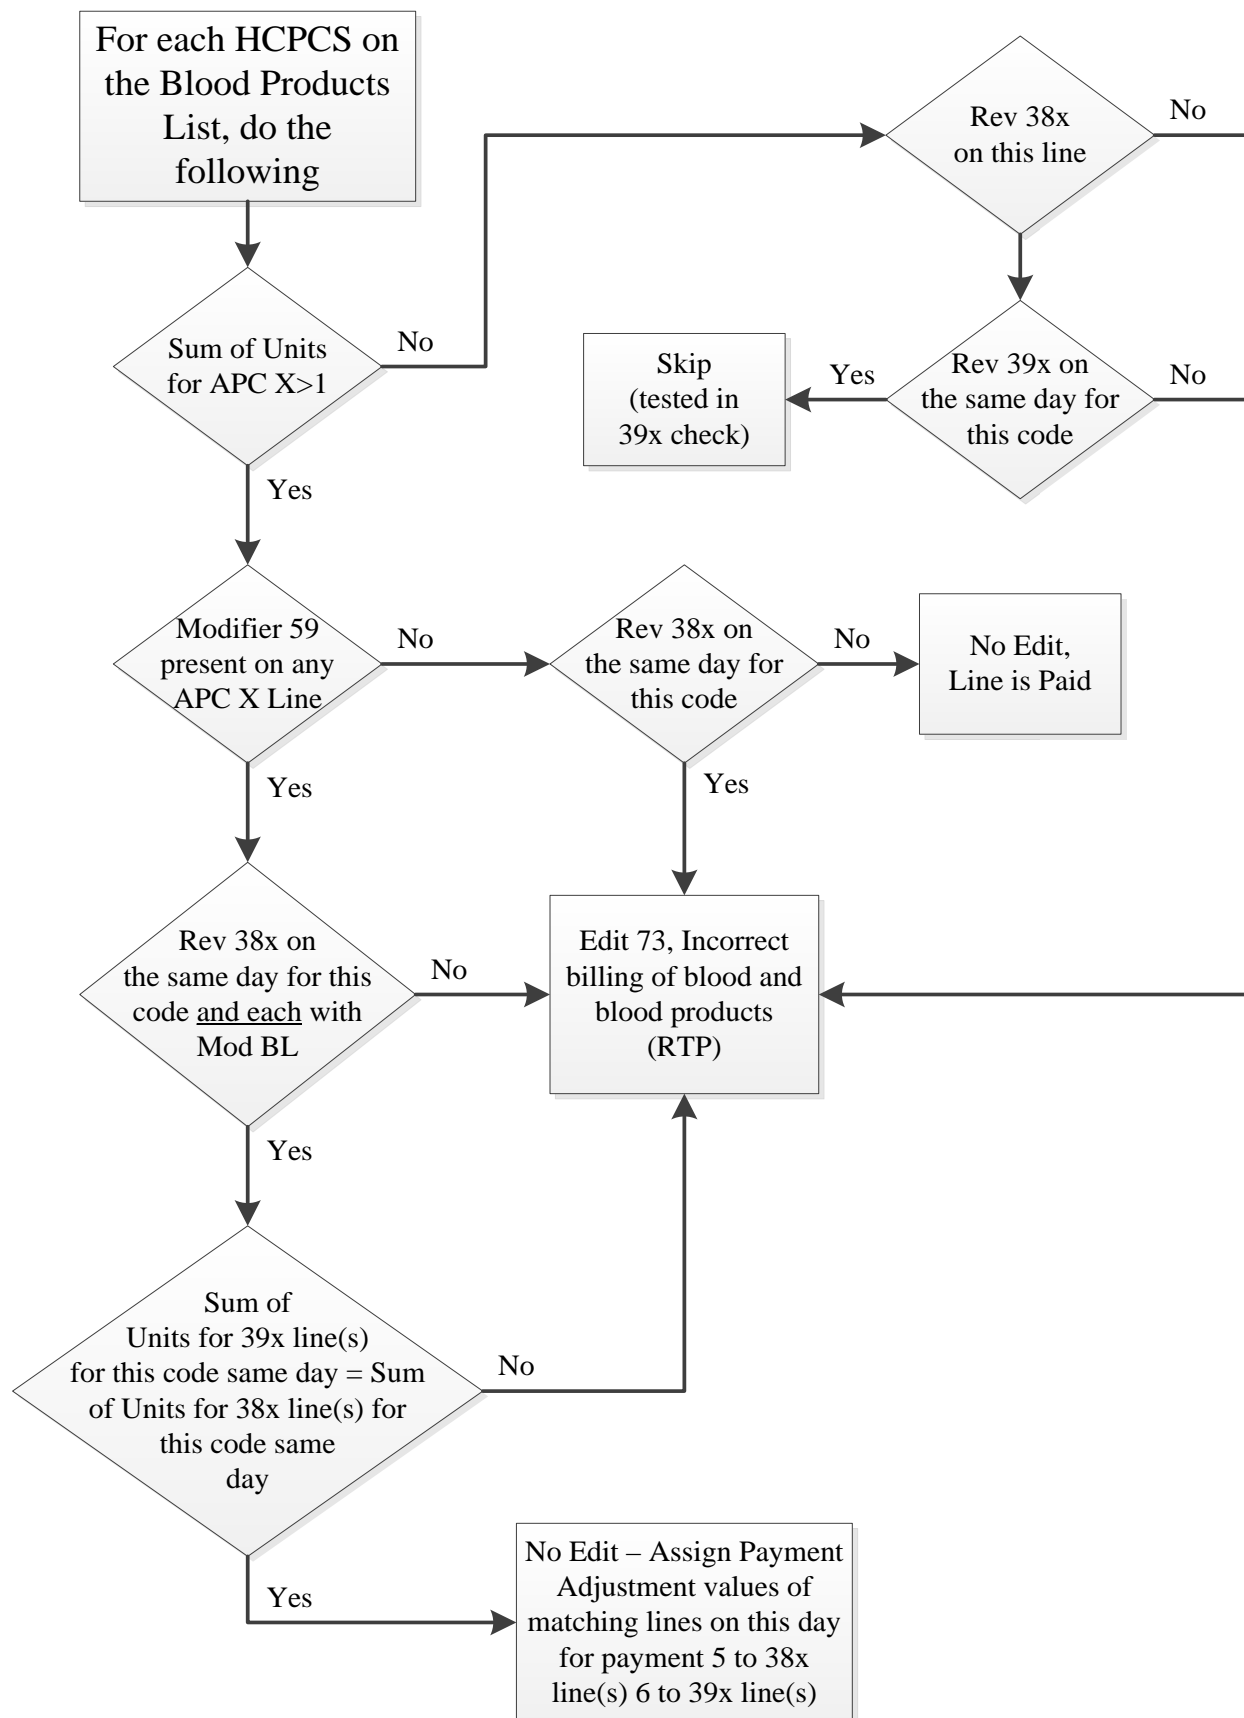 For each HCPCS on
the Blood Products
List, do the
following
Rev 38x
on this line
No
Sum of Units
for APC X>1
No
Skip
(tested in
39x check)
Yes
Rev 39x on
the same day for
this code
No
Yes
Modifier 59
present on any
APC X Line
No
Rev 38x on
the same day for
this code
No
No Edit,
Line is Paid
Yes
Yes
Rev 38x on
the same day for this
code and each with
Mod BL
No
Edit 73, Incorrect
billing of blood and
blood products
(RTP)
Yes
Sum of
Units for 39x line(s)
for this code same day = Sum
of Units for 38x line(s) for
this code same
day
No
Yes
No Edit – Assign Payment
Adjustment values of
matching lines on this day
for payment 5 to 38x
line(s) 6 to 39x line(s)